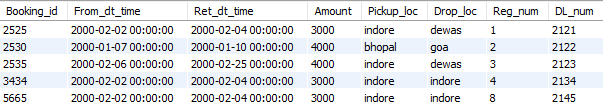 Booking_id From_dt_time Ret_dt_time Amount Pickup_loc Drop_loc Reg_num DL_num
2525 2000-02-02 00:00:00 2000-02-04 00:00:00 3000 indore dewas 1 2121
2530 2000-01-07 00:00:00 2000-01-10 00:00:00 4000 bhopal goa 2 2122
2535 2000-02-06 00:00:00 2000-02-25 00:00:00 4000 indore dewas 3 2123
3434 2000-02-02 00:00:00 2000-02-04 00:00:00 3000 indore indore 4 2134
5665 2000-02-02 00:00:00 2000-02-04 00:00:00 3000 indore indore 8 2145